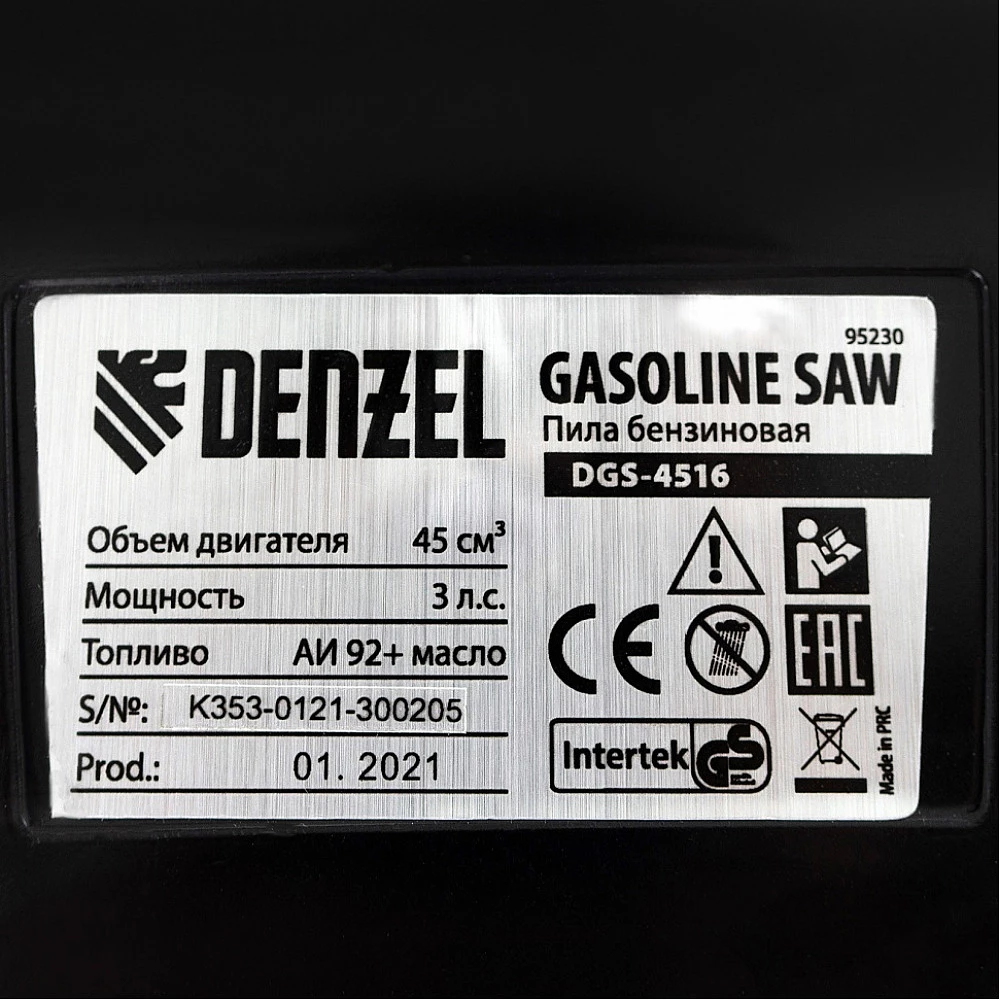 95230
DENZEL
GASOLINE SAW
Пила бензиновая
DGS-4516
Объем двигателя 45 см³
Мощность 3 л.с.
Топливо АИ 92+ масло
S/№: K353-0121-300205
Prod.: 01. 2021
CE
EAC
Intertek GS
Made in PRC